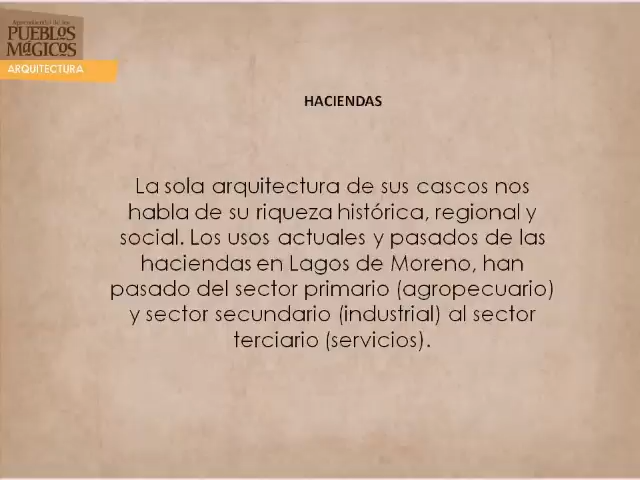 Aprendiendo de los
PUEBLOS
MáGICOS
ARQUITECTURA
HACIENDAS
La sola arquitectura de sus cascos nos
habla de su riqueza histórica, regional y
social. Los usos actuales y pasados de las
haciendas en Lagos de Moreno, han
pasado del sector primario (agropecuario)
y sector secundario (industrial) al sector
terciario (servicios).